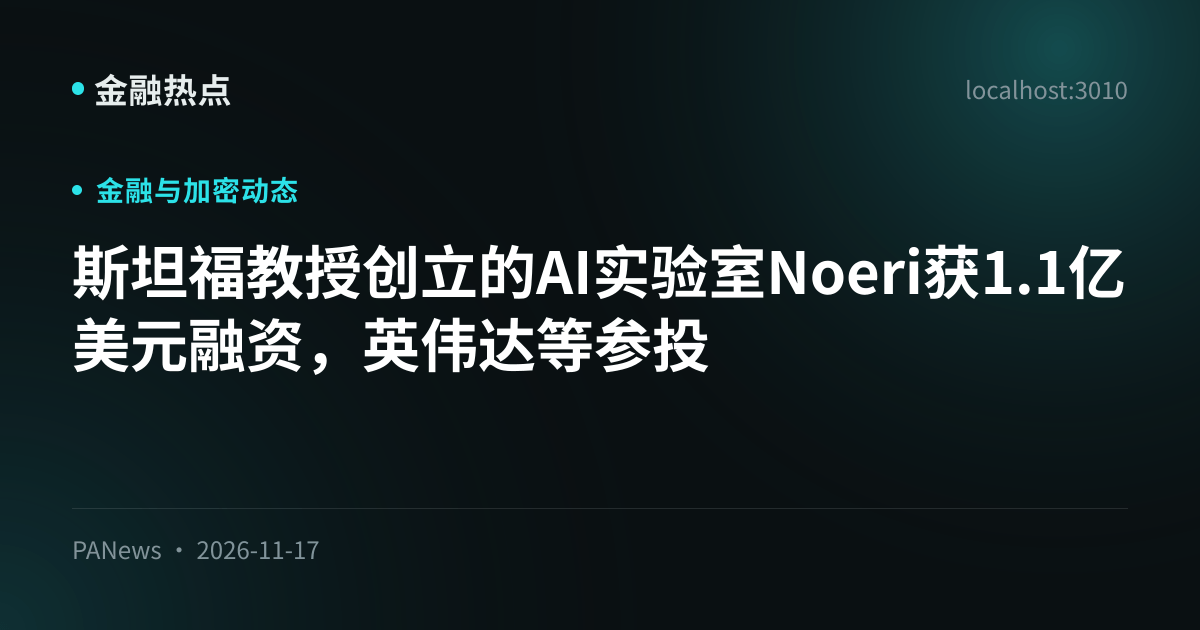 金融热点
localhost:3010
金融与加密动态
斯坦福教授创立的AI实验室Noeri获1.1亿
美元融资，英伟达等参投
PANews · 2026-11-17